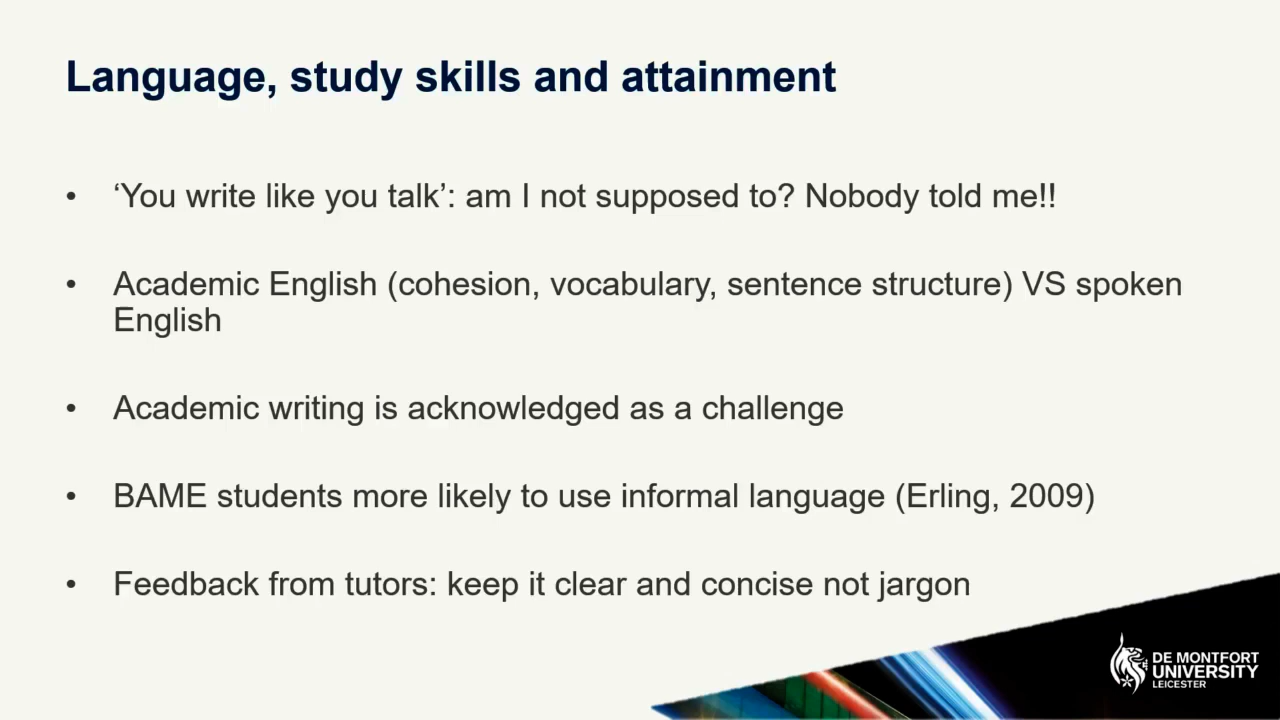 Language, study skills and attainment
• ‘You write like you talk’: am I not supposed to? Nobody told me!!
• Academic English (cohesion, vocabulary, sentence structure) VS spoken
English
• Academic writing is acknowledged as a challenge
• BAME students more likely to use informal language (Erling, 2009)
• Feedback from tutors: keep it clear and concise not jargon
DE MONTFORT
UNIVERSITY
LEICESTER